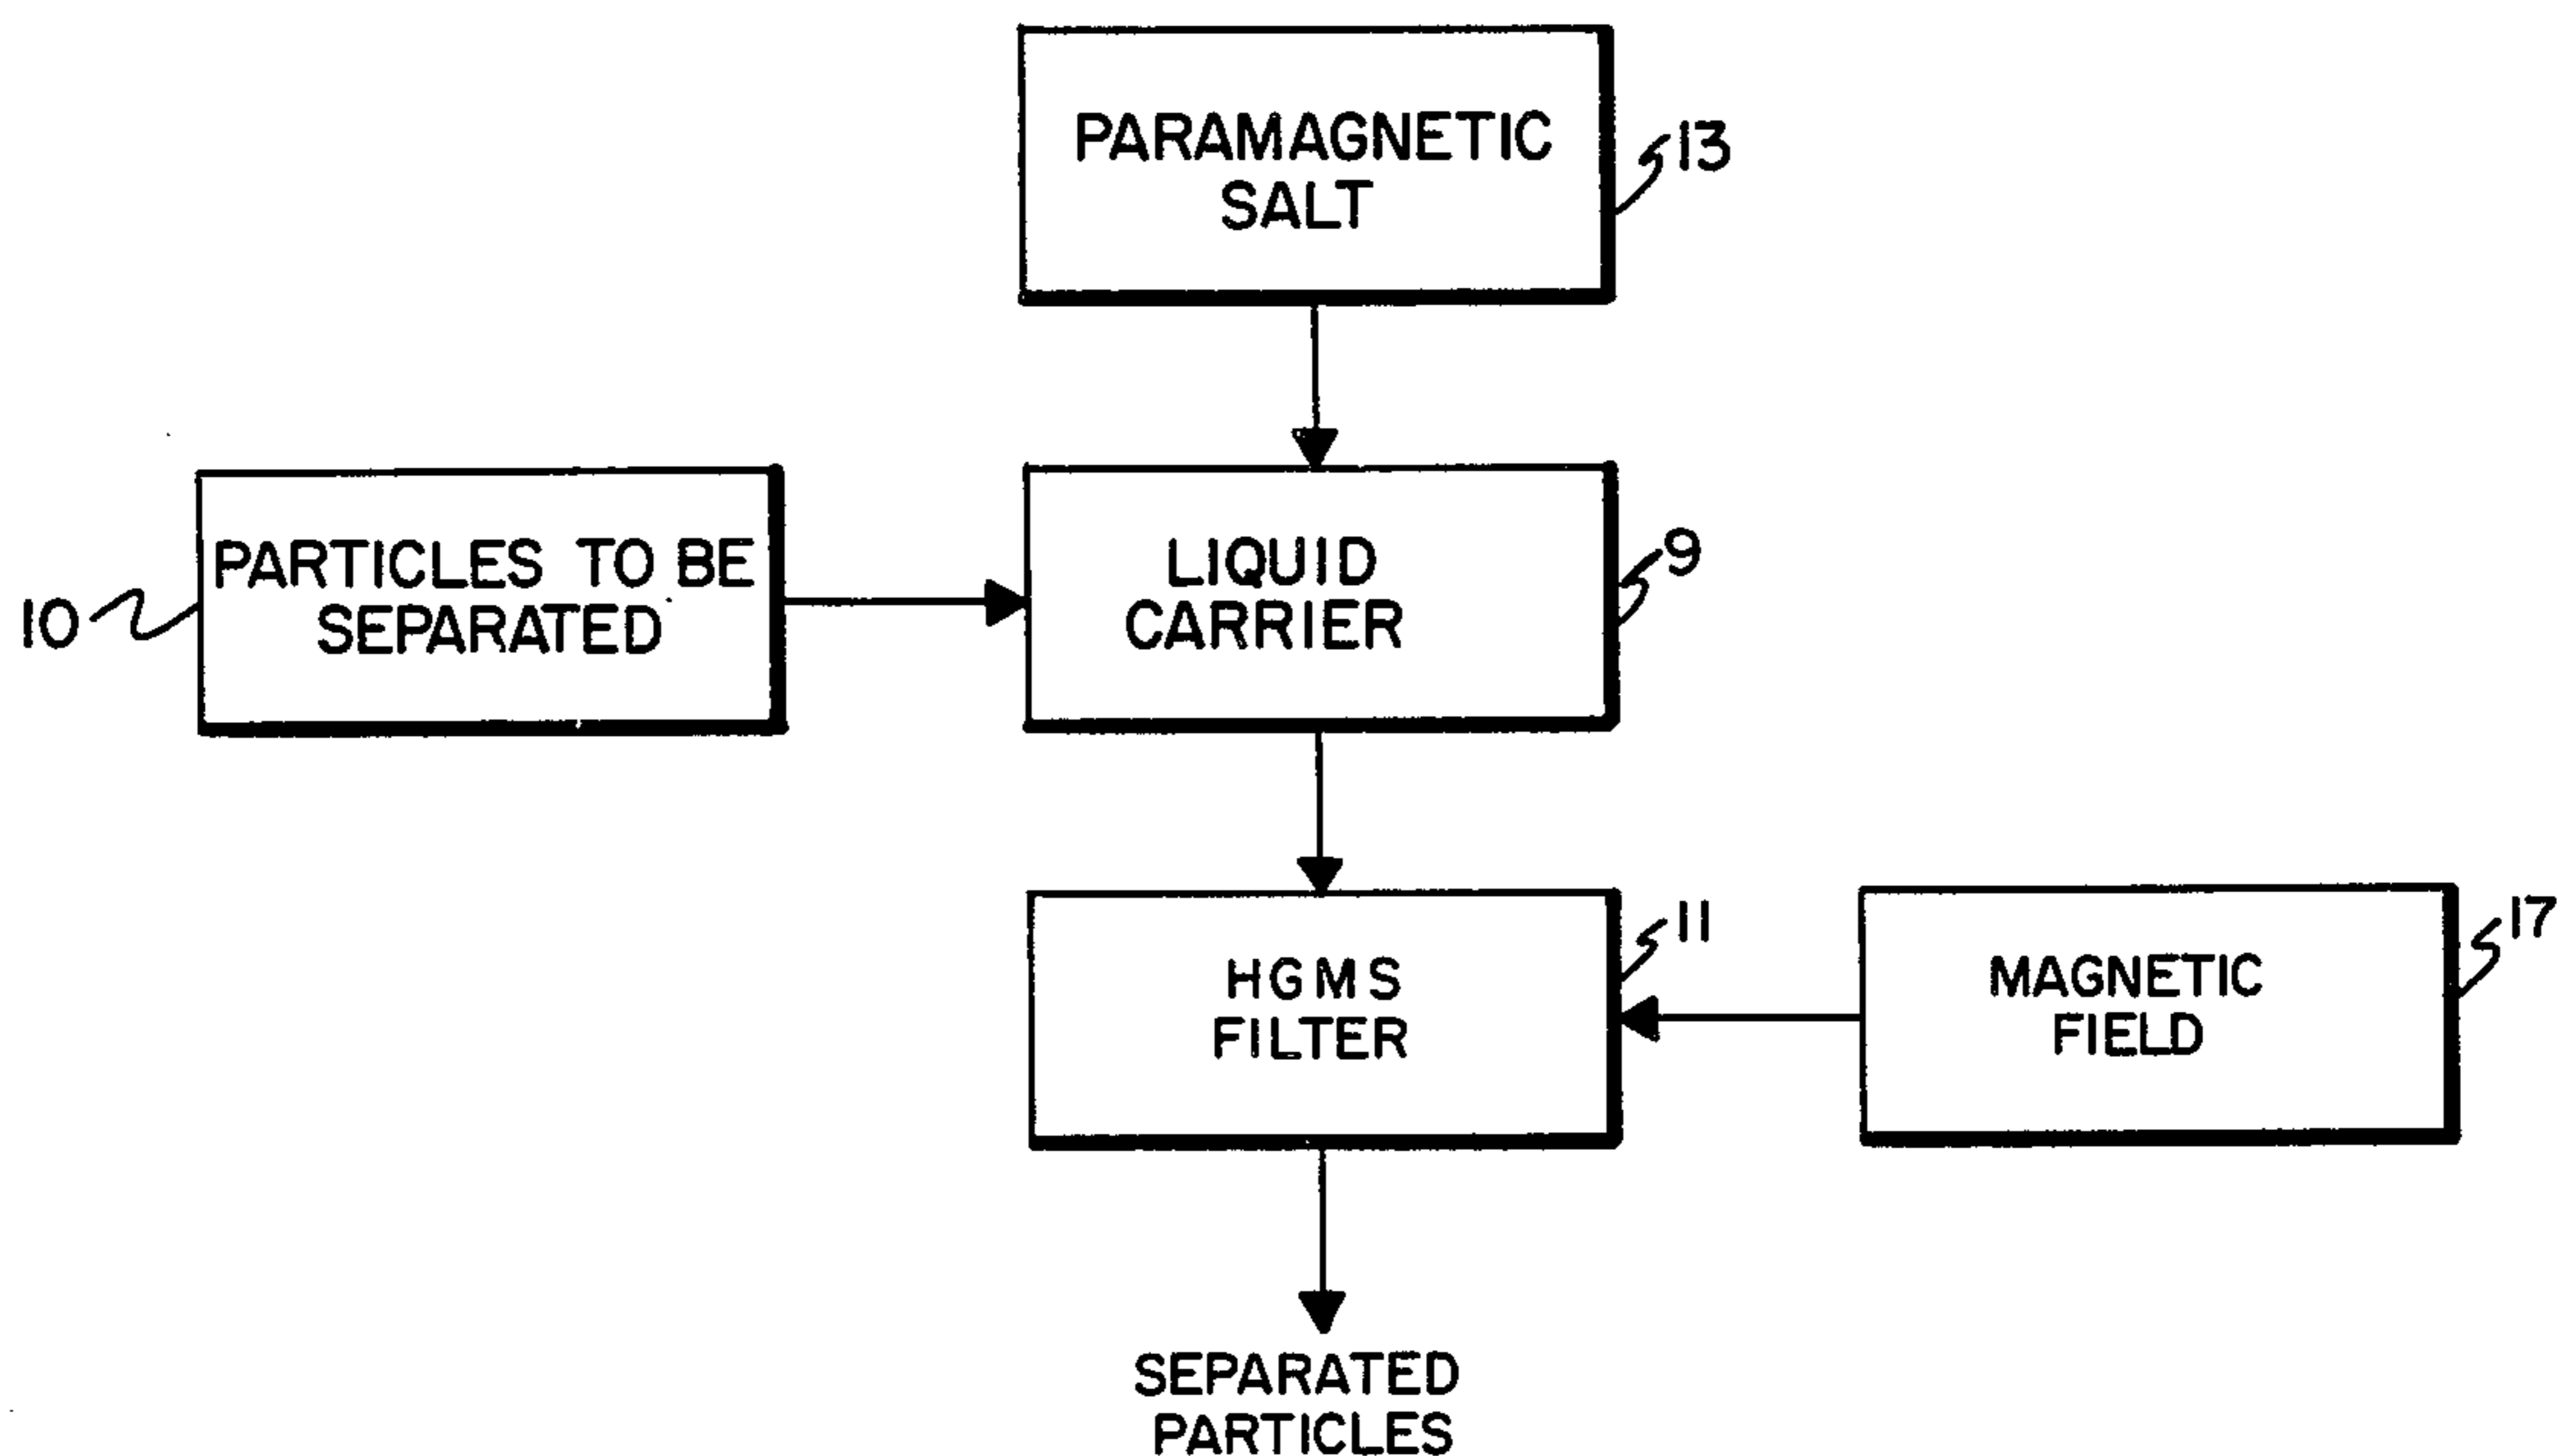 PARAMAGNETIC
SALT
13
PARTICLES TO BE
SEPARATED
10
LIQUID
CARRIER
9
HGMS
FILTER
11
MAGNETIC
FIELD
17
SEPARATED
PARTICLES